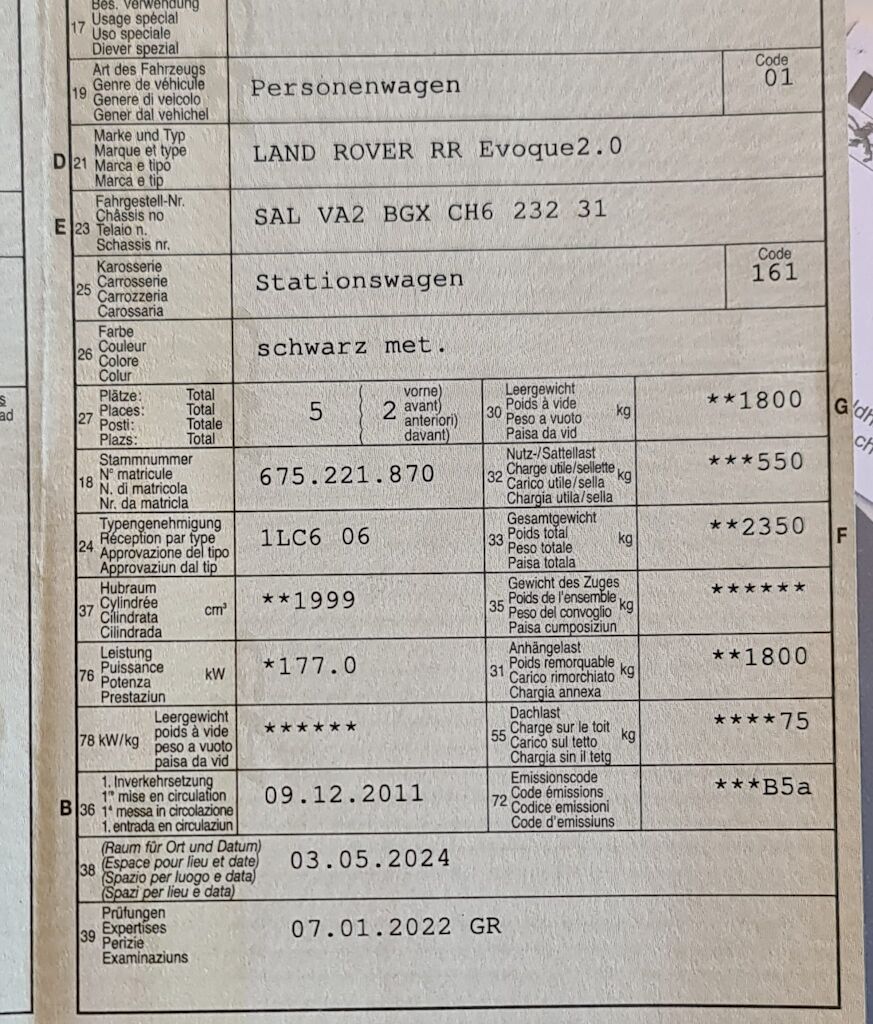 17 Bes. Verwendung
Usage spécial
Uso speciale
Diever spezial
19 Art des Fahrzeugs
Genre de véhicule
Genere di veicolo
Gener dal vehichel
Personenwagen
Code
01
D 21 Marke und Typ
Marque et type
Marca e tipo
Marca e tip
LAND ROVER RR Evoque2.0
E 23 Fahrgestell-Nr.
Châssis no
Telaio n.
Schassis nr.
SAL VA2 BGX CH6 232 31
25 Karosserie
Carrosserie
Carrozzeria
Carossaria
Stationswagen
Code
161
26 Farbe
Couleur
Colore
Colur
schwarz met.
27 Plätze: Total
Places: Total
Posti: Totale
Plazs: Total
5 ( 2 vorne)
avant)
anteriori)
davant)
30 Leergewicht
Poids à vide
Peso a vuoto
Paisa da vid
kg
**1800
G
18 Stammnummer
N° matricule
N. di matricola
Nr. da matricla
675.221.870
32 Nutz-/Sattellast
Charge utile/sellette
Carico utile/sella
Chargia utila/sella
kg
***550
24 Typengenehmigung
Réception par type
Approvazione del tipo
Approvaziun dal tip
1LC6 06
33 Gesamtgewicht
Poids total
Peso totale
Paisa totala
kg
**2350
F
37 Hubraum
Cylindrée
Cilindrata
Cilindrada
cm³
**1999
35 Gewicht des Zuges
Poids de l'ensemble
Peso del convoglio
Paisa cumposiziun
kg
******
76 Leistung
Puissance
Potenza
Prestaziun
kW
*177.0
31 Anhängelast
Poids remorquable
Carico rimorchiato
Chargia annexa
kg
**1800
78 kW/kg
Leergewicht
poids à vide
peso a vuoto
paisa da vid
******
55 Dachlast
Charge sur le toit
Carico sul tetto
Chargia sin il tetg
kg
****75
B 36 1. Inverkehrsetzung
1re mise en circulation
1a messa in circolazione
1. entrada en circulaziun
09.12.2011
72 Emissionscode
Code émissions
Codice emissioni
Code d'emissiuns
***B5a
38 (Raum für Ort und Datum)
(Espace pour lieu et date)
(Spazio per luogo e data)
(Spazi per lieu e data)
03.05.2024
39 Prüfungen
Expertises
Perizie
Examinaziuns
07.01.2022 GR